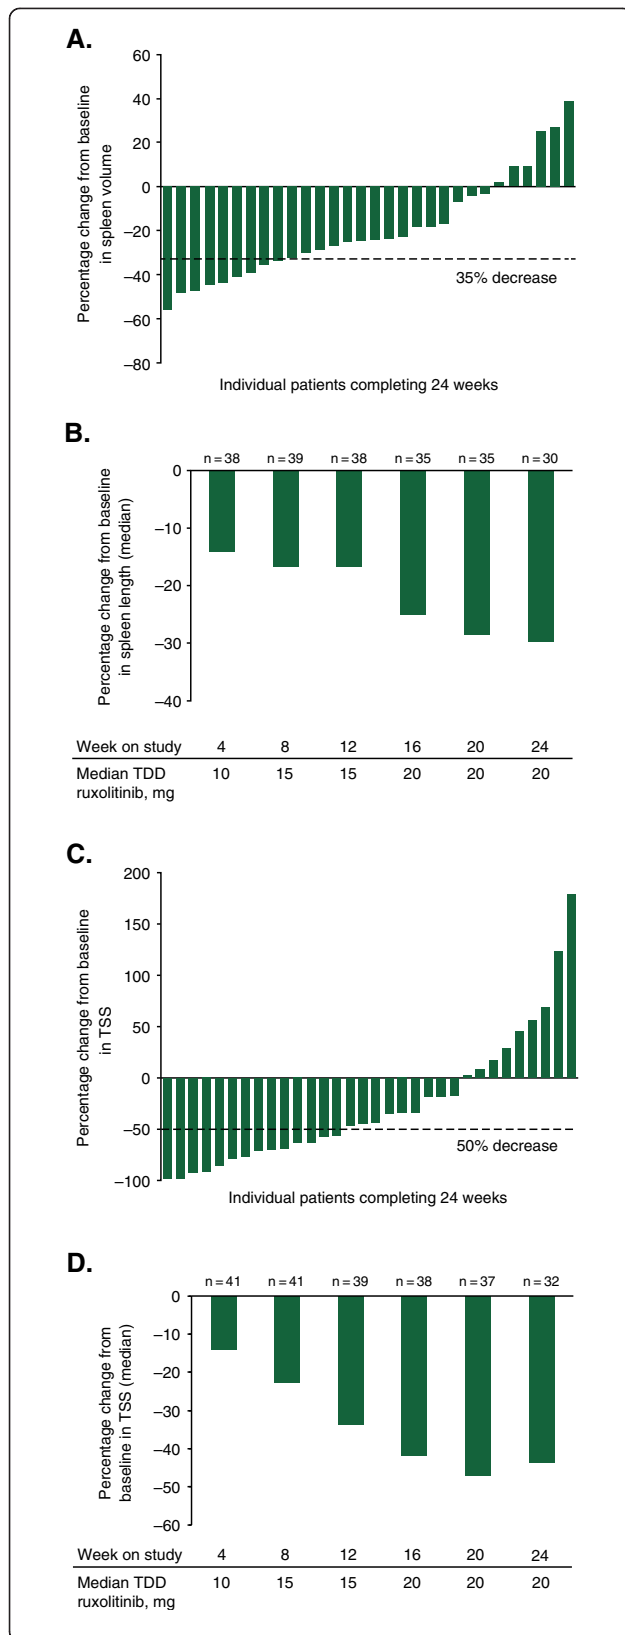 A.
Percentage change from baseline
in spleen volume
60
40
20
0
–20
–40
–60
–80
35% decrease
Individual patients completing 24 weeks
B.
Percentage change from baseline
in spleen length (median)
n = 38 n = 39 n = 38 n = 35 n = 35 n = 30
0
–10
–20
–30
–40
Week on study 4 8 12 16 20 24
Median TDD 10 15 15 20 20 20
ruxolitinib, mg
C.
Percentage change from baseline
in TSS
200
150
100
50
0
–50
–100
50% decrease
Individual patients completing 24 weeks
D.
Percentage change from
baseline in TSS (median)
n = 41 n = 41 n = 39 n = 38 n = 37 n = 32
0
–10
–20
–30
–40
–50
–60
Week on study 4 8 12 16 20 24
Median TDD 10 15 15 20 20 20
ruxolitinib, mg